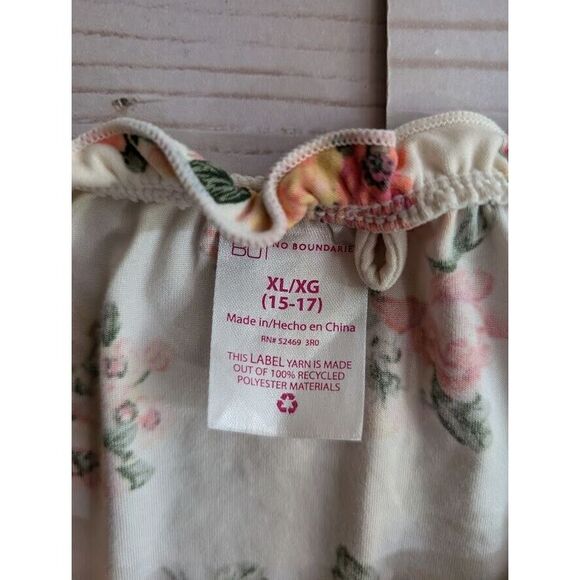 NO BOUNDARIE
XL/XG
(15-17)
Made in/Hecho en China
RN# 52469 3R0
THIS LABEL YARN IS MADE
OUT OF 100% RECYCLED
POLYESTER MATERIALS